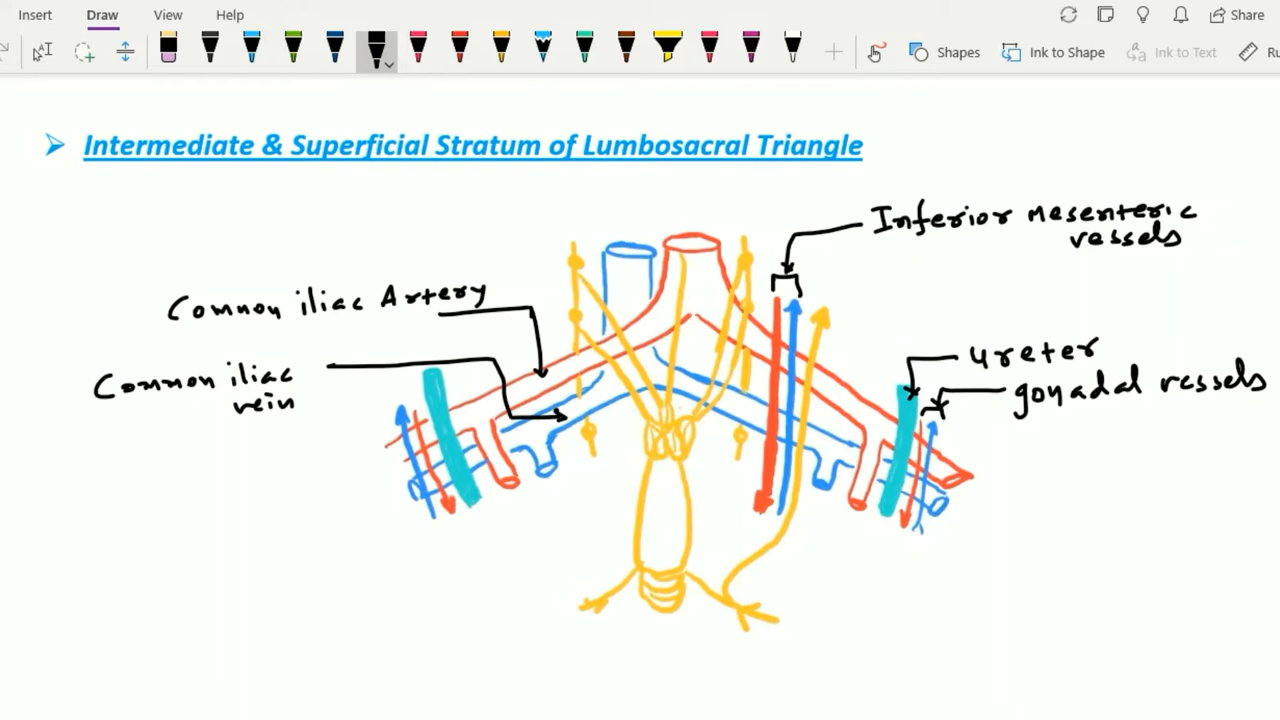 Insert Draw View Help
Share
Shapes Ink to Shape Ink to Text Ru
Intermediate & Superficial Stratum of Lumbosacral Triangle
Inferior Mesenteric
vessels
Common iliac Artery
Common iliac
vein
ureter
gonadal vessels